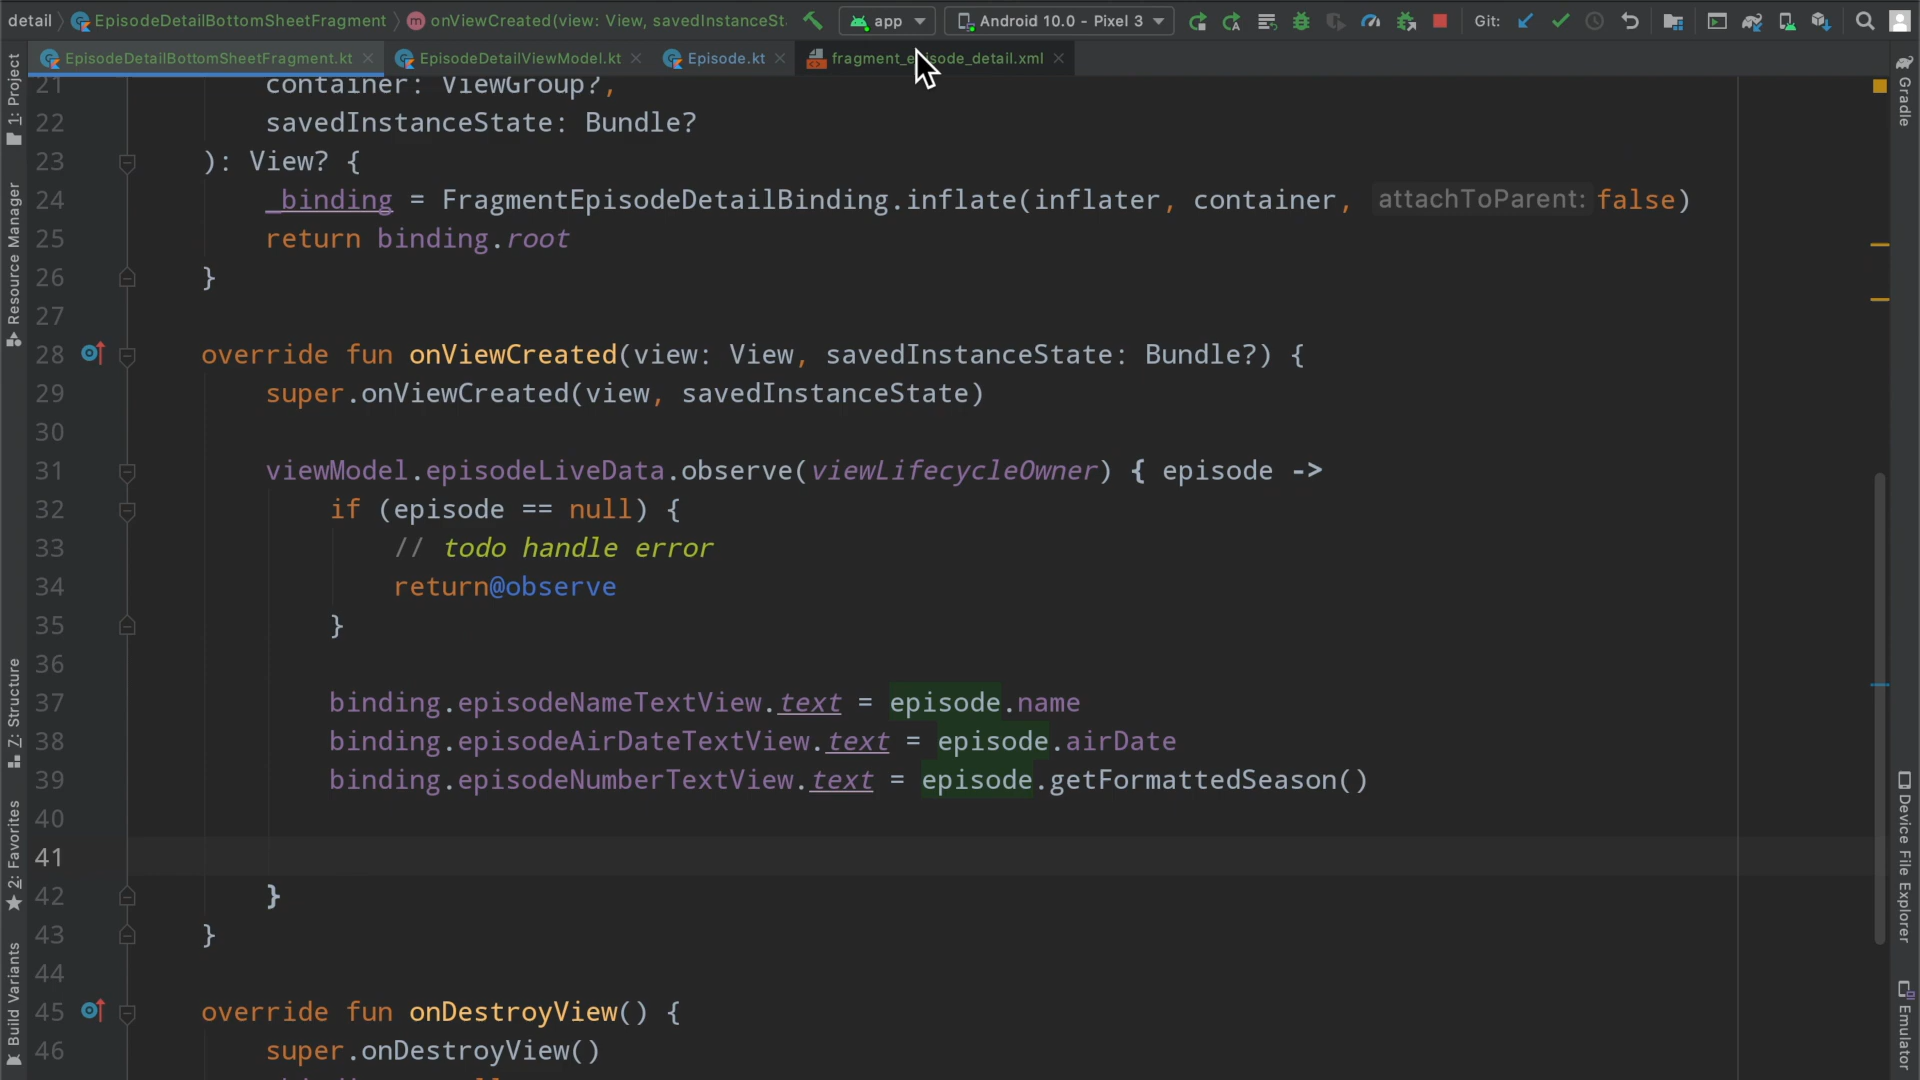 detail EpisodeDetailBottomSheetFragment onViewCreated(view: View, savedInstanceSt app Android 10.0 - Pixel 3 Git:
EpisodeDetailBottomSheetFragment.kt EpisodeDetailViewModel.kt Episode.kt fragment_episode_detail.xml
1: Project
Resource Manager
Z: Structure
2: Favorites
Build Variants
21 container: ViewGroup?,
22 savedInstanceState: Bundle?
23 ): View? {
24 _binding = FragmentEpisodeDetailBinding.inflate(inflater, container, attachToParent: false)
25 return binding.root
26 }
27
28 override fun onViewCreated(view: View, savedInstanceState: Bundle?) {
29 super.onViewCreated(view, savedInstanceState)
30
31 viewModel.episodeLiveData.observe(viewLifecycleOwner) { episode ->
32 if (episode == null) {
33 // todo handle error
34 return@observe
35 }
36
37 binding.episodeNameTextView.text = episode.name
38 binding.episodeAirDateTextView.text = episode.airDate
39 binding.episodeNumberTextView.text = episode.getFormattedSeason()
40
41
42 }
43 }
44
45 override fun onDestroyView() {
46 super.onDestroyView()
Gradle
Device File Explorer
Emulator